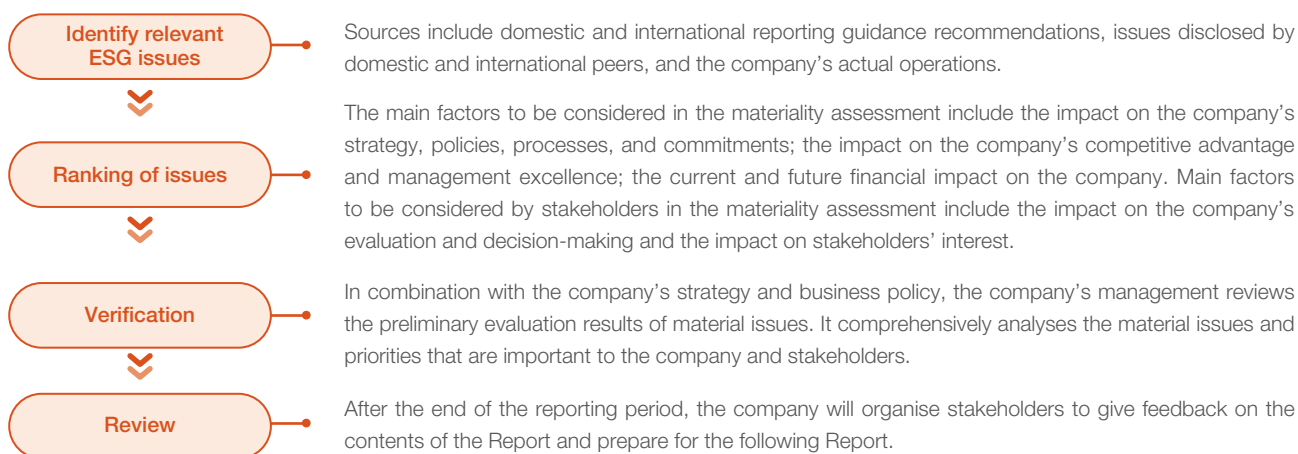 Identify relevant
ESG issues
Sources include domestic and international reporting guidance recommendations, issues disclosed by
domestic and international peers, and the company’s actual operations.
Ranking of issues
The main factors to be considered in the materiality assessment include the impact on the company’s
strategy, policies, processes, and commitments; the impact on the company’s competitive advantage
and management excellence; the current and future financial impact on the company. Main factors
to be considered by stakeholders in the materiality assessment include the impact on the company’s
evaluation and decision-making and the impact on stakeholders’ interest.
Verification
In combination with the company’s strategy and business policy, the company’s management reviews
the preliminary evaluation results of material issues. It comprehensively analyses the material issues and
priorities that are important to the company and stakeholders.
Review
After the end of the reporting period, the company will organise stakeholders to give feedback on the
contents of the Report and prepare for the following Report.